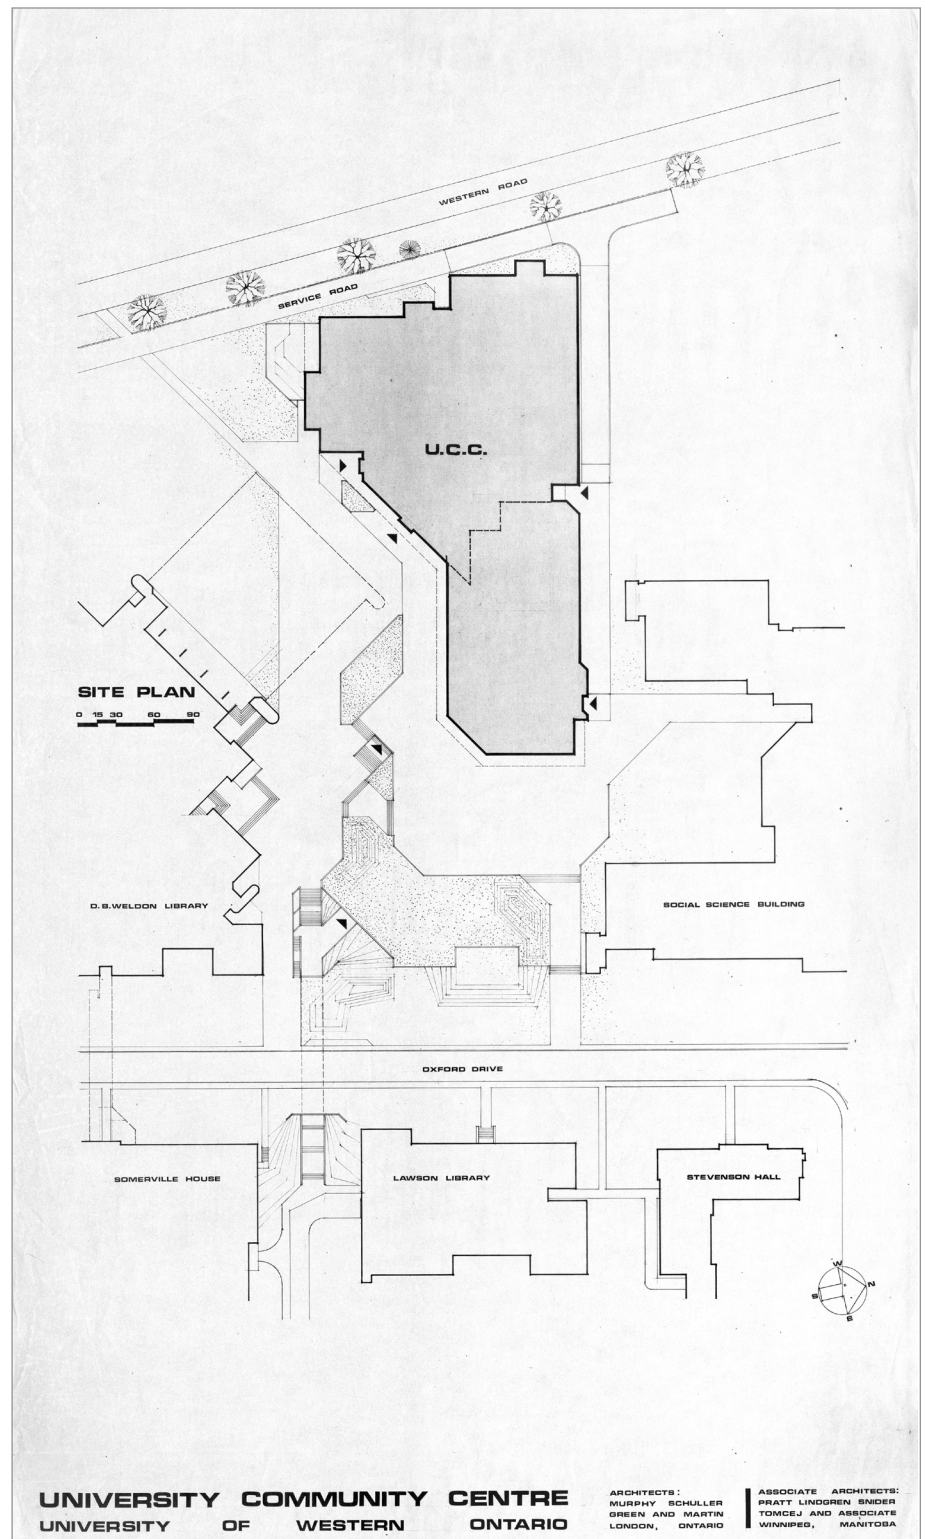 WESTERN ROAD
SERVICE ROAD
U.C.C.
SITE PLAN
0 15 30 60 90
D.B.WELDON LIBRARY
SOCIAL SCIENCE BUILDING
OXFORD DRIVE
SOMERVILLE HOUSE
LAWSON LIBRARY
STEVENSON HALL
W
N
S
E
UNIVERSITY COMMUNITY CENTRE
UNIVERSITY OF WESTERN ONTARIO
ARCHITECTS:
MURPHY SCHULLER
GREEN AND MARTIN
LONDON, ONTARIO
ASSOCIATE ARCHITECTS:
PRATT LINDGREN SNIDER
TOMCEJ AND ASSOCIATE
WINNIPEG, MANITOBA